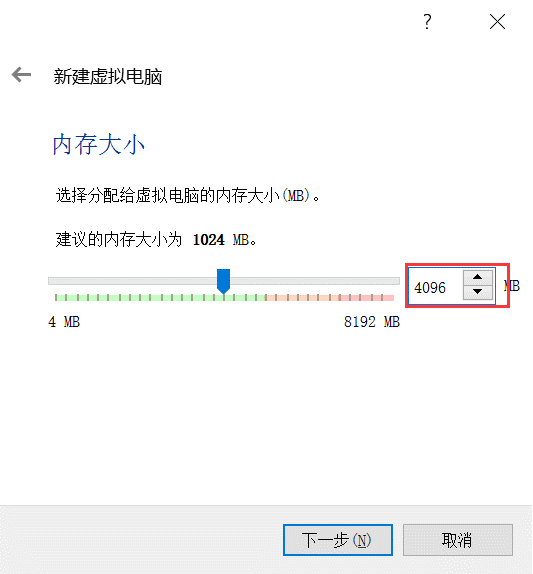 ?
新建虚拟电脑
内存大小
选择分配给虚拟电脑的内存大小(MB)。
建议的内存大小为 1024 MB。
4096 MB
4 MB 8192 MB
下一步(N) 取消